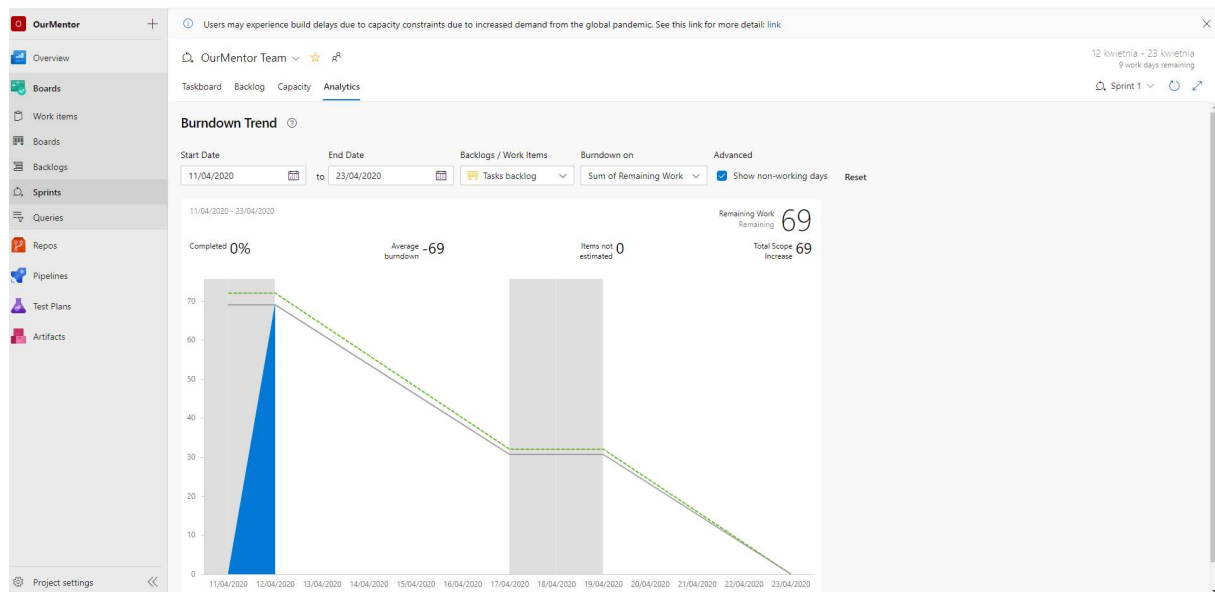 OurMentor
Users may experience build delays due to capacity constraints due to increased demand from the global pandemic. See this link for more detail: link
Overview
Boards
Work items
Boards
Backlogs
Sprints
Queries
Repos
Pipelines
Test Plans
Artifacts
Project settings
OurMentor Team
12 kwietnia - 23 kwietnia
9 work days remaining
Taskboard Backlog Capacity Analytics
Sprint 1
Burndown Trend
Start Date End Date Backlogs / Work Items Burndown on Advanced
11/04/2020 to 23/04/2020 Tasks backlog Sum of Remaining Work Show non-working days Reset
11/04/2020 - 23/04/2020
Remaining Work
Remaining
69
Completed 0%
Average
burndown
-69
Items not
estimated
0
Total Scope
Increase
69
70
60
50
40
30
20
10
0
11/04/2020 12/04/2020 13/04/2020 14/04/2020 15/04/2020 16/04/2020 17/04/2020 18/04/2020 19/04/2020 20/04/2020 21/04/2020 22/04/2020 23/04/2020